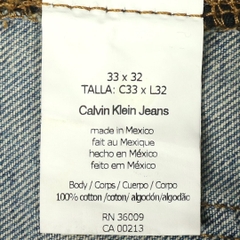 33 x 32
TALLA: C33 x L32
Calvin Klein Jeans
made in Mexico
fait au Mexique
hecho en México
feito em México
Body / Corps / Cuerpo / Corpo
100% cotton /coton/ algodón/algodão
RN 36009
CA 00213